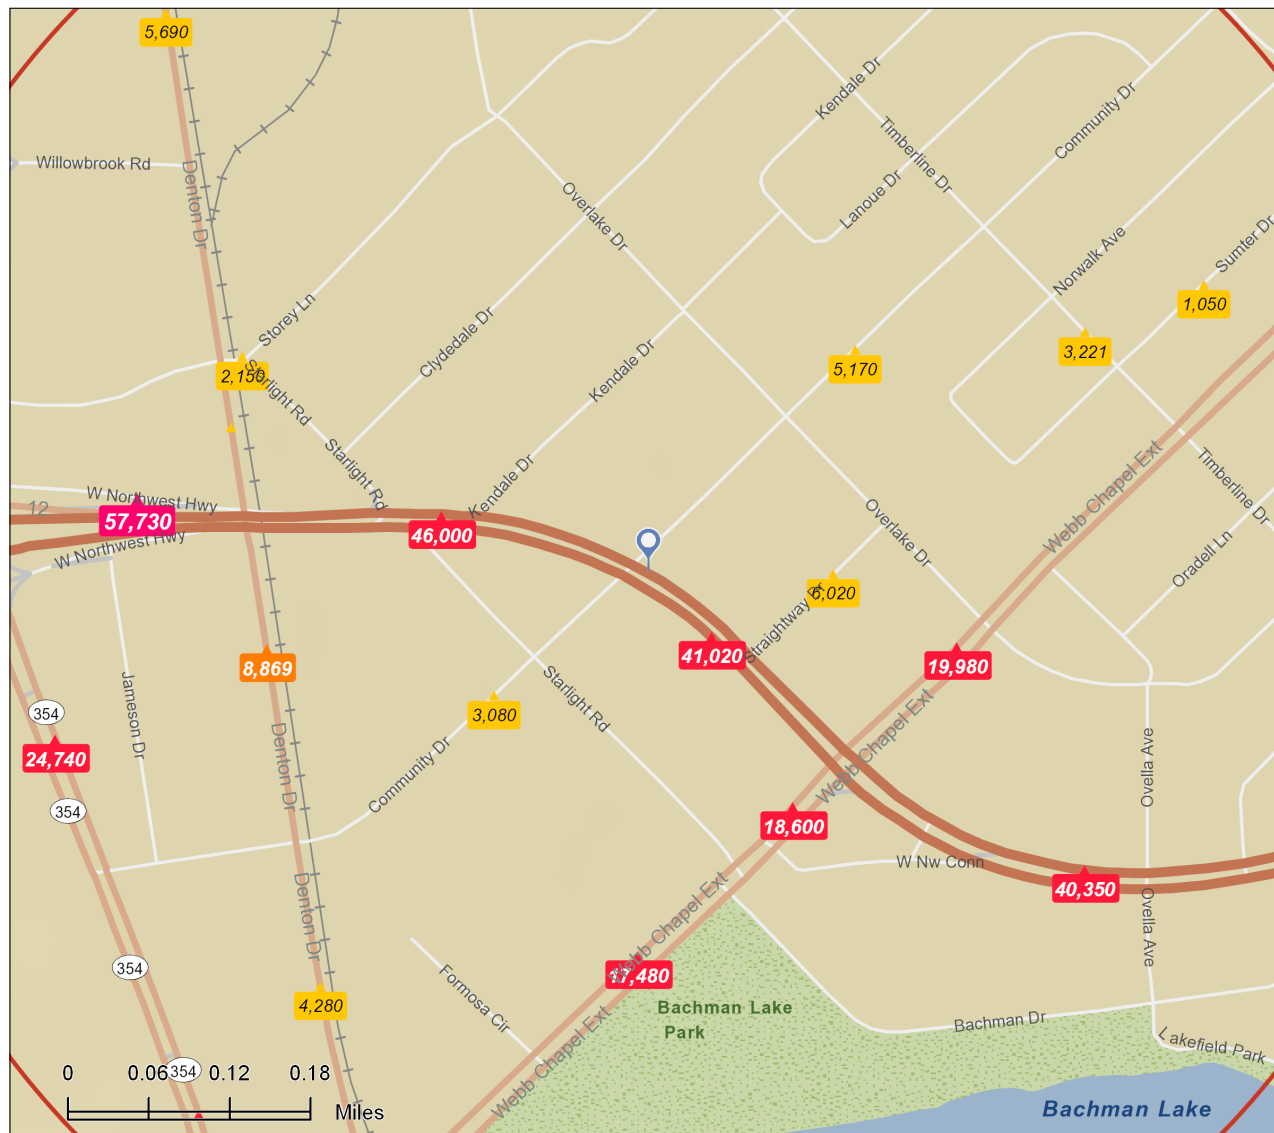 5,690
Kendale Dr
Timberline Dr
Community Dr
Willowbrook Rd
Denton Dr
Overlake Dr
Lanoue Dr
Norwalk Ave
Sumter Dr
1,050
Storey Ln
Clydedale Dr
Kendale Dr
3,221
5,170
2,150
Starlight Rd
Starlight Rd
Kendale Dr
Webb Chapel Ext
Timberline Dr
12
W Northwest Hwy
57,730
46,000
W Northwest Hwy
Overlake Dr
Oradell Ln
6,020
Straightway Dr
41,020
19,980
8,869
Jameson Dr
354
24,740
Starlight Rd
3,080
Denton Dr
Community Dr
Webb Chapel Ext
Ovella Ave
354
18,600
W Nw Conn
40,350
Denton Dr
Webb Chapel Ext
Ovella Ave
354
Formosa Cir
4,280
Bachman Lake
Park
Bachman Dr
Lakefield Park
Webb Chapel Ext
354
0 0.06 0.12 0.18
Miles
Bachman Lake